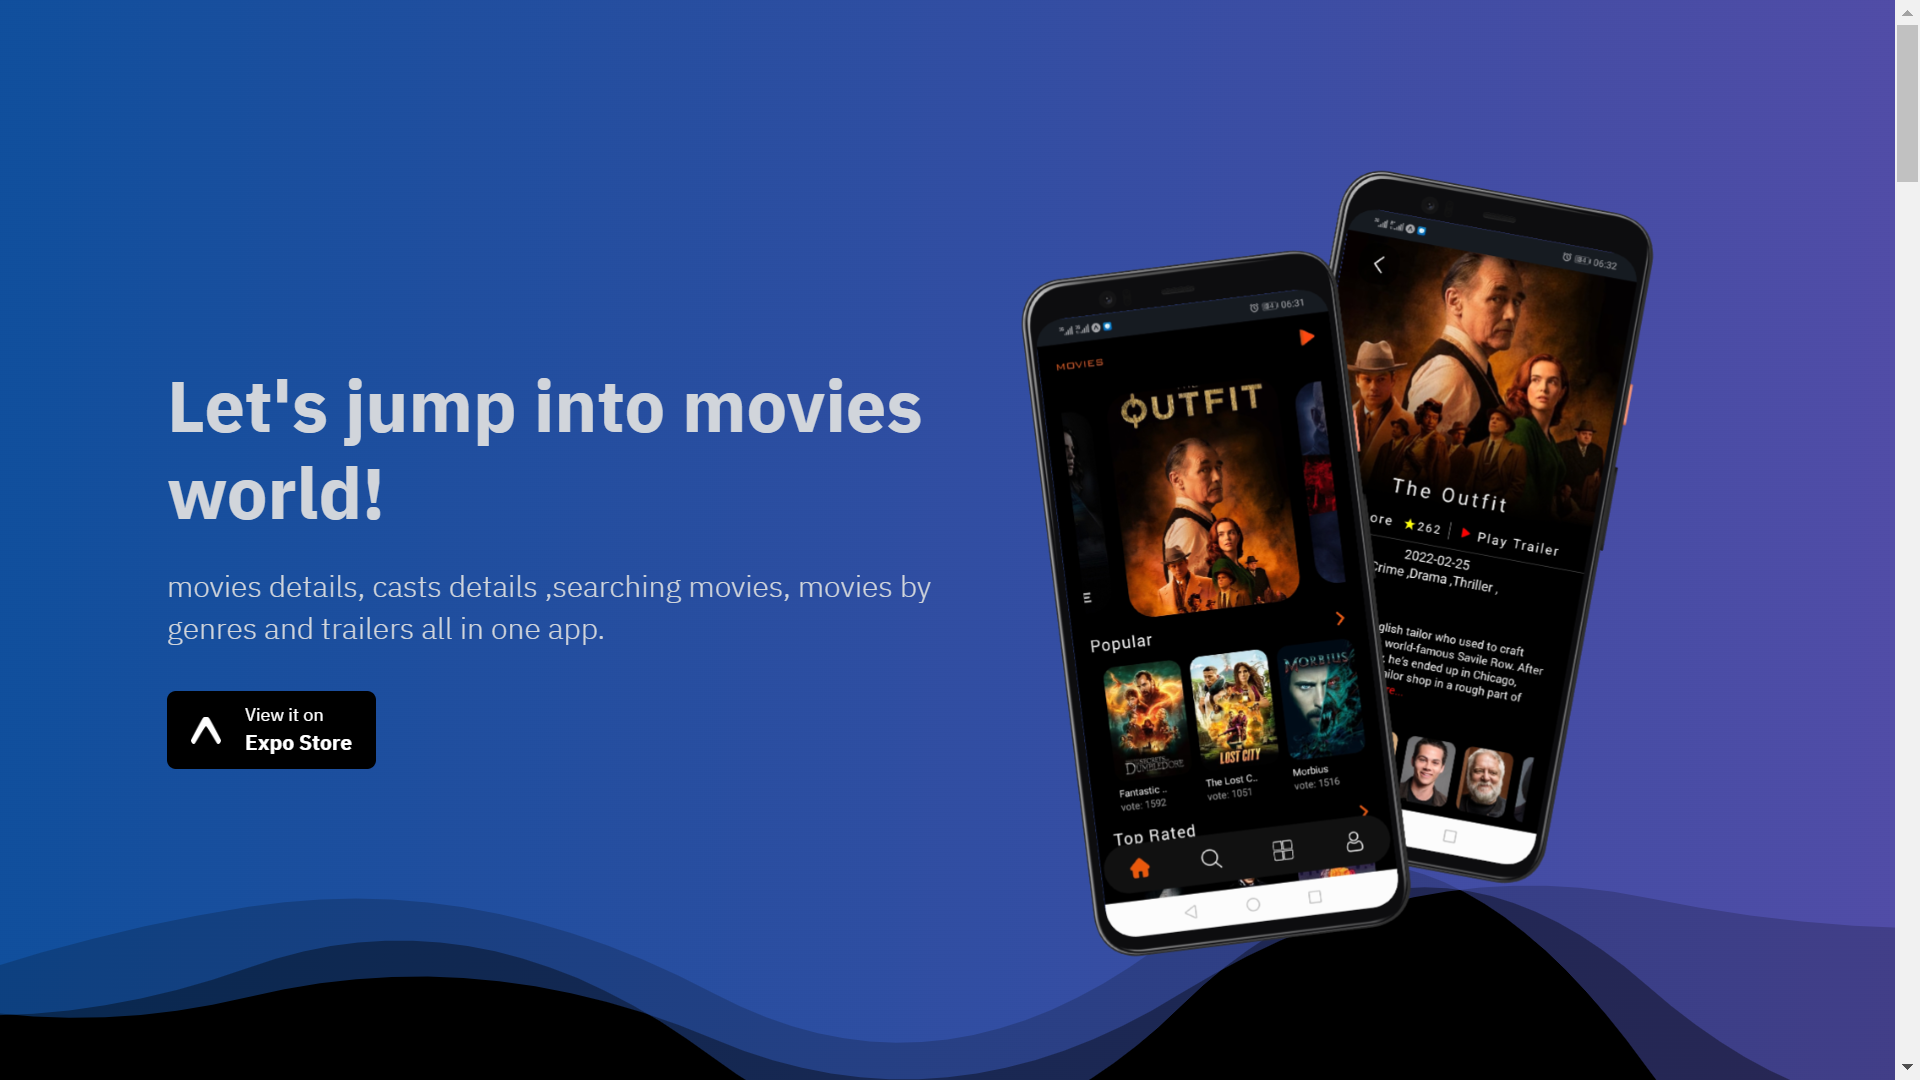 Let's jump into movies
world!
movies details, casts details ,searching movies, movies by
genres and trailers all in one app.
View it on
Expo Store
06:31
MOVIES
OUTFIT
Popular
DUMBLEDORE
THE LOST CITY
MORBIUS
Fantastic ..
vote: 1592
The Lost C..
vote: 1051
Morbius
vote: 1516
Top Rated
06:32
The Outfit
ore ★262 Play Trailer
2022-02-25
Crime ,Drama ,Thriller ,
glish tailor who used to craft
world-famous Savile Row. After
he's ended up in Chicago,
ailor shop in a rough part of